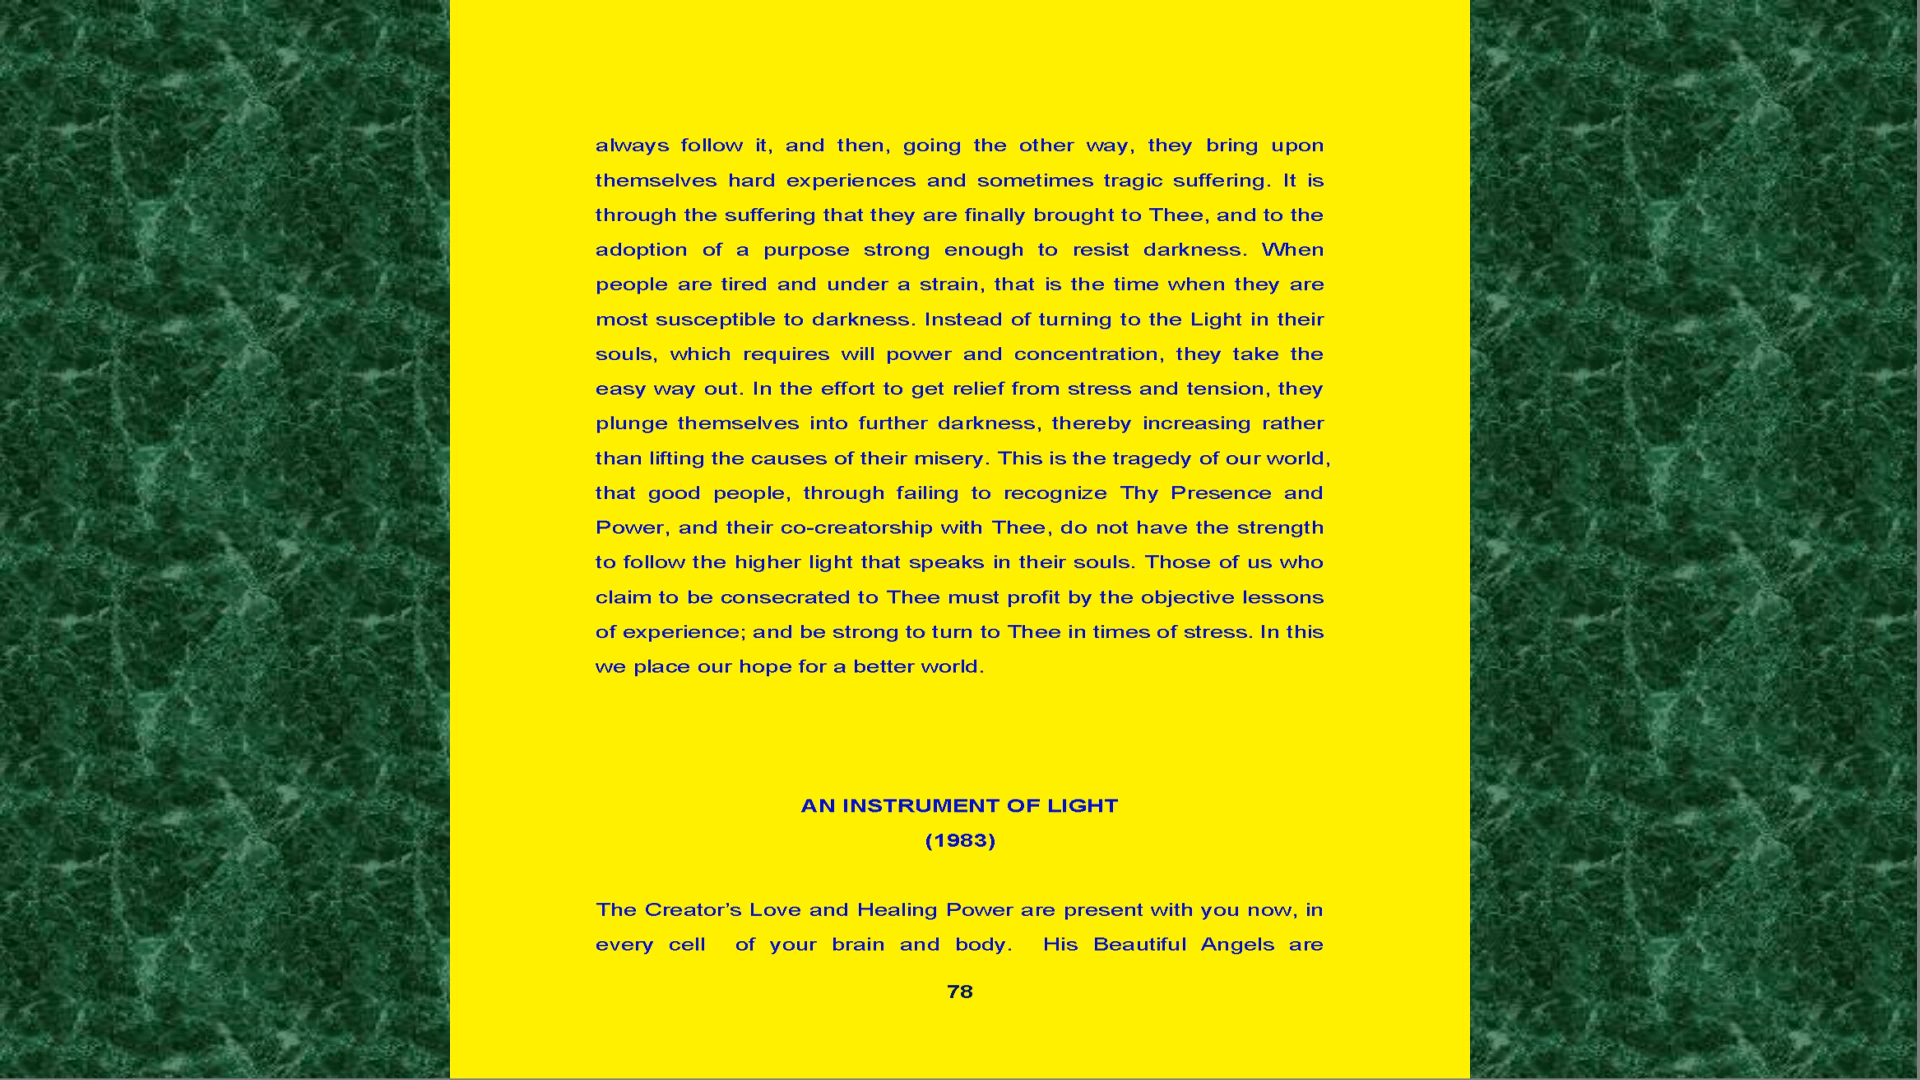 always follow it, and then, going the other way, they bring upon
themselves hard experiences and sometimes tragic suffering. It is
through the suffering that they are finally brought to Thee, and to the
adoption of a purpose strong enough to resist darkness. When
people are tired and under a strain, that is the time when they are
most susceptible to darkness. Instead of turning to the Light in their
souls, which requires will power and concentration, they take the
easy way out. In the effort to get relief from stress and tension, they
plunge themselves into further darkness, thereby increasing rather
than lifting the causes of their misery. This is the tragedy of our world,
that good people, through failing to recognize Thy Presence and
Power, and their co-creatorship with Thee, do not have the strength
to follow the higher light that speaks in their souls. Those of us who
claim to be consecrated to Thee must profit by the objective lessons
of experience; and be strong to turn to Thee in times of stress. In this
we place our hope for a better world.
AN INSTRUMENT OF LIGHT
(1983)
The Creator’s Love and Healing Power are present with you now, in
every cell of your brain and body. His Beautiful Angels are
78